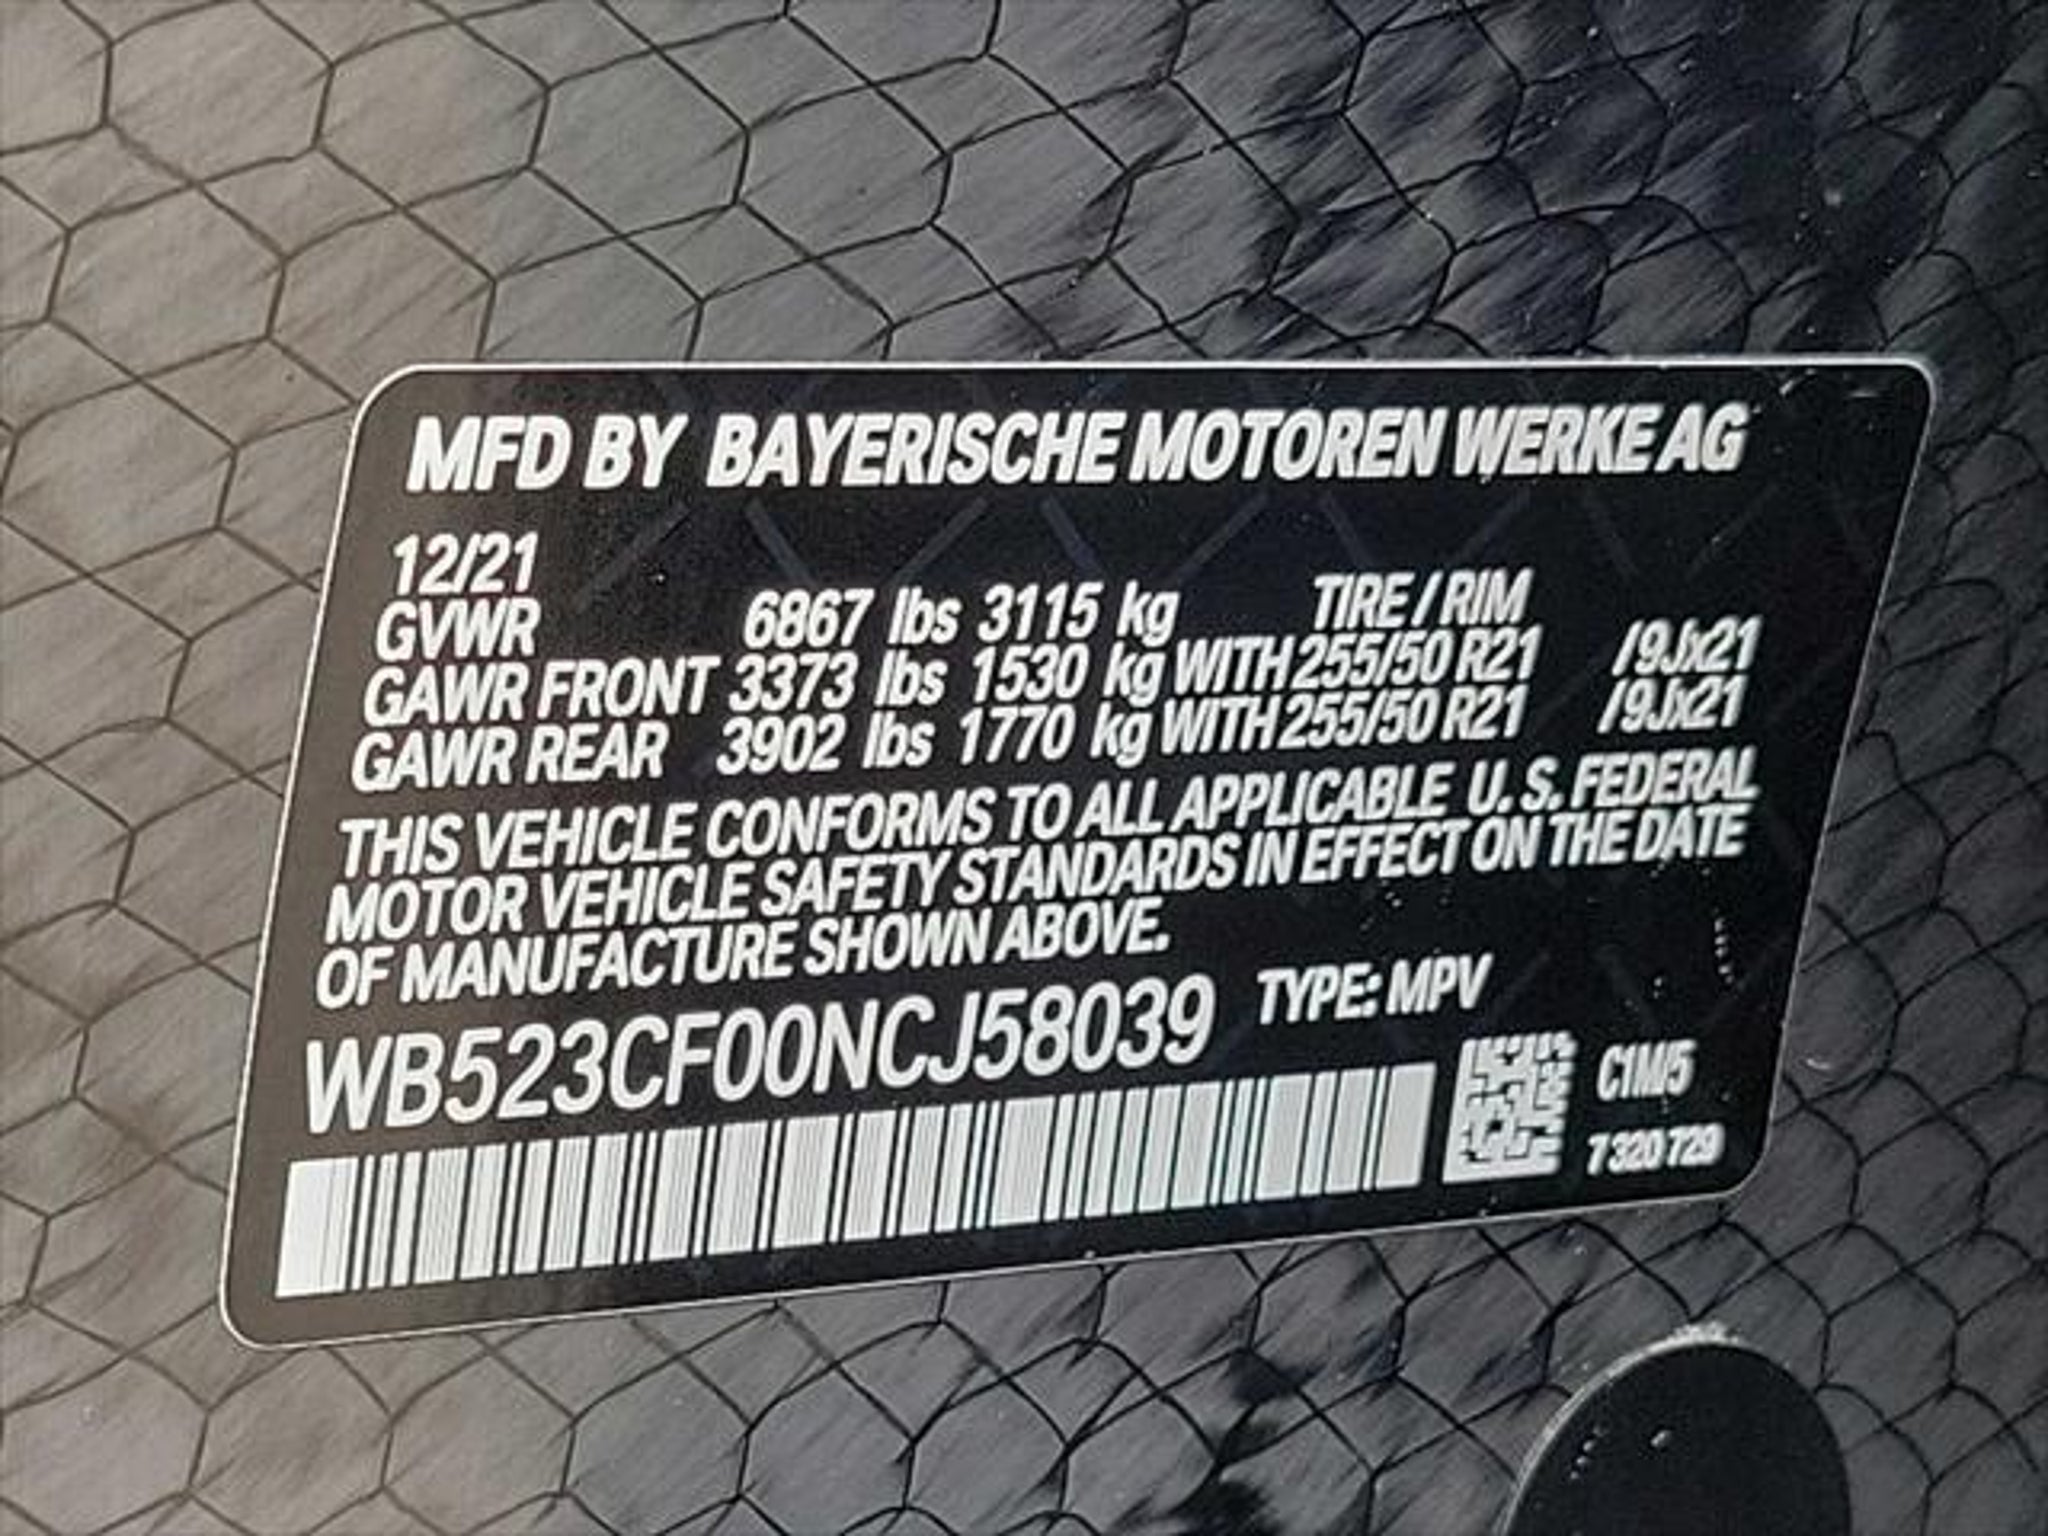 MFD BY BAYERISCHE MOTOREN WERKE AG
12/21
GVWR 6867 lbs 3115 kg TIRE / RIM
GAWR FRONT 3373 lbs 1530 kg WITH 255/50 R21 /9Jx21
GAWR REAR 3902 lbs 1770 kg WITH 255/50 R21 /9Jx21
THIS VEHICLE CONFORMS TO ALL APPLICABLE U.S. FEDERAL
MOTOR VEHICLE SAFETY STANDARDS IN EFFECT ON THE DATE
OF MANUFACTURE SHOWN ABOVE.
WB523CF00NCJ58039 TYPE: MPV
C1M/5
7 320 729